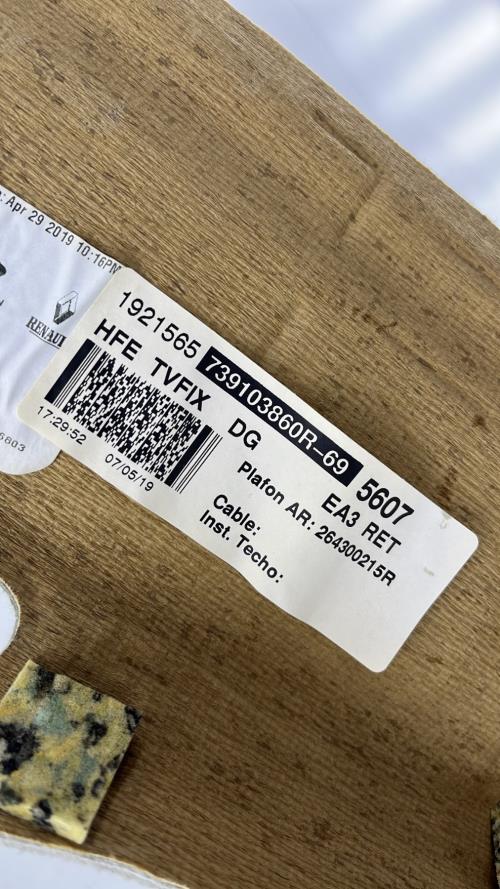 Apr 29 2019 10:16PM
6803
1921565 739103860R-69 5607
HFE TVFIX DG EA3 RET
Plafon AR: 264300215R
Cable:
Inst. Techo:
17:29:52 07/05/19